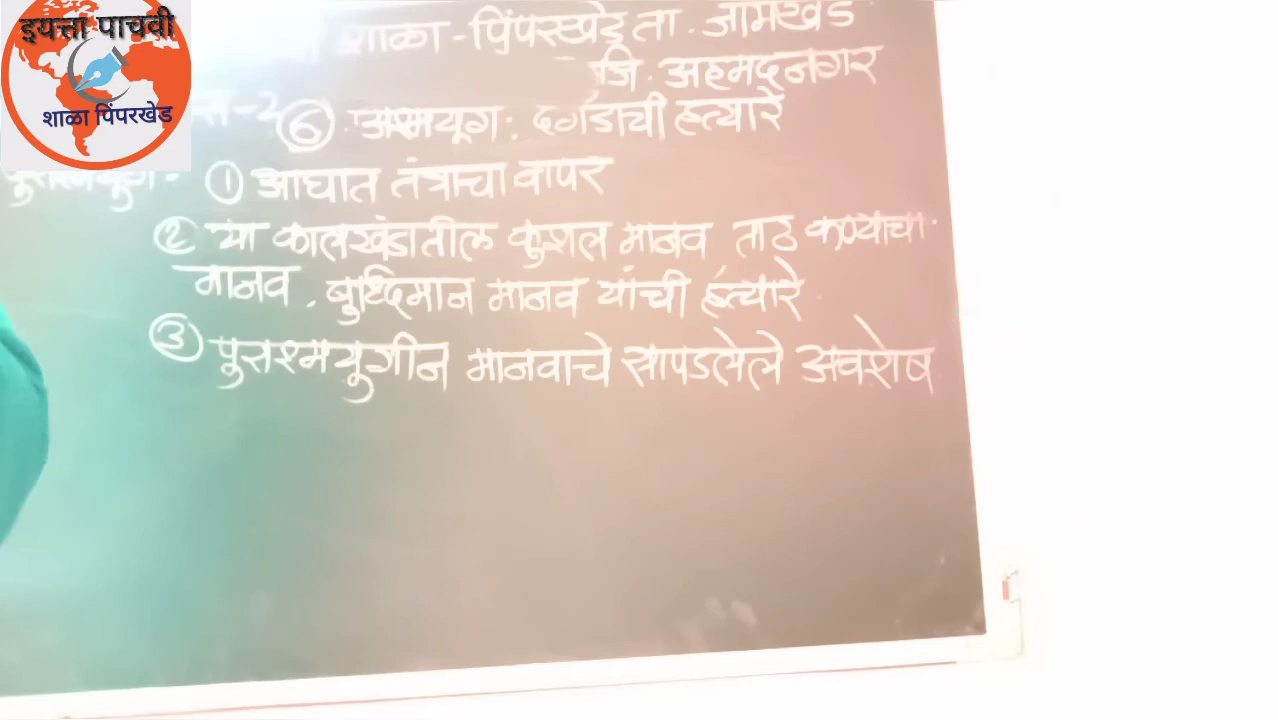 इयत्ता पाचवी
शाळा पिंपरखेड
शाळा - पिंपरखेड ता. जामखेड
जि. अहमदनगर
⑥ अश्मयूग: दगडाची हत्यारे
① आघात तंत्राचा वापर
② या कालखंडातील कुशल मानव ताठ कण्याचा
मानव. बुध्दिमान मानव यांची हत्यारे
③ पुराश्मयुगीन मानवाचे सापडलेले अवशेष